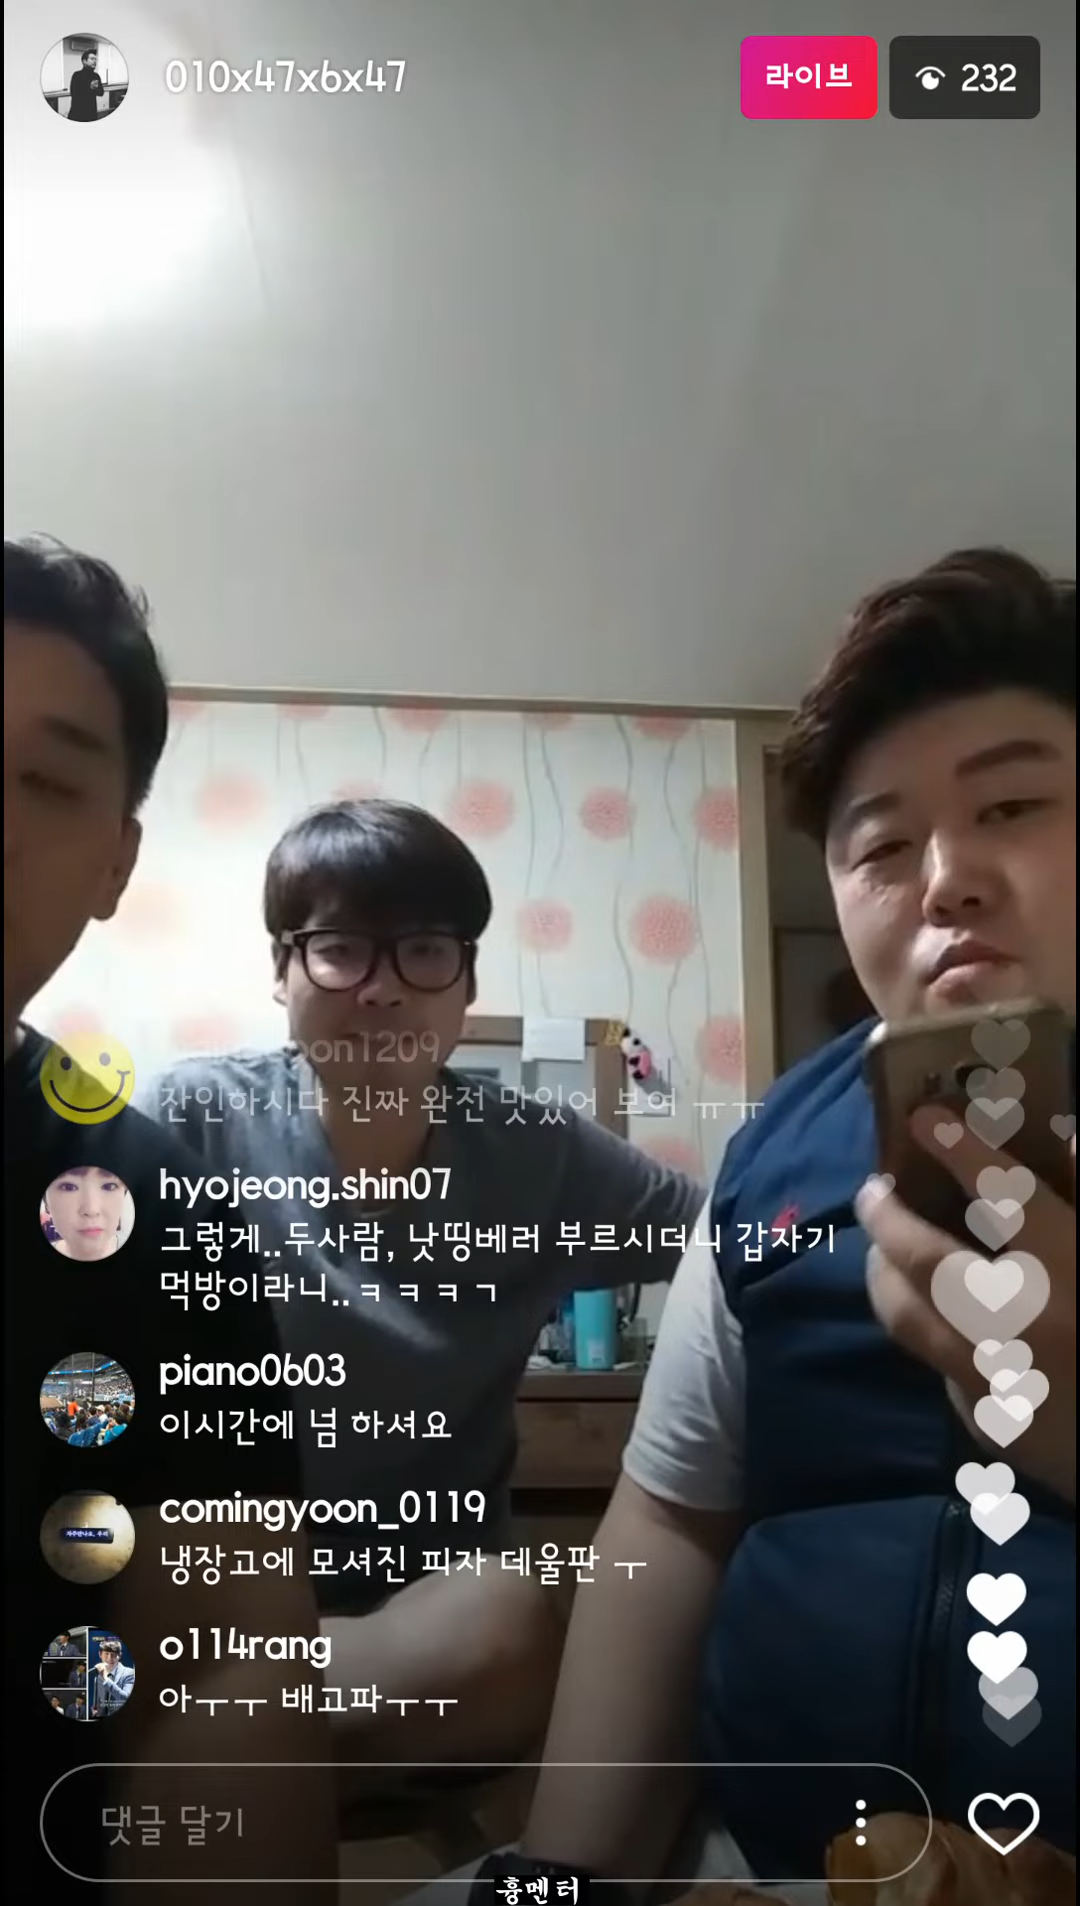 010x47x6x47
라이브
232
oon1209
잔인하시다 진짜 완전 맛있어 보여 ㅠㅠ
hyojeong.shin07
그렇게..두사람, 낫띵베러 부르시더니 갑자기
먹방이라니..ㅋㅋㅋㄱ
piano0603
이시간에 넘 하셔요
comingyoon_0119
냉장고에 모셔진 피자 데울판 ㅜ
o114rang
아ㅜㅜ 배고파ㅜㅜ
댓글 달기
흥멘터